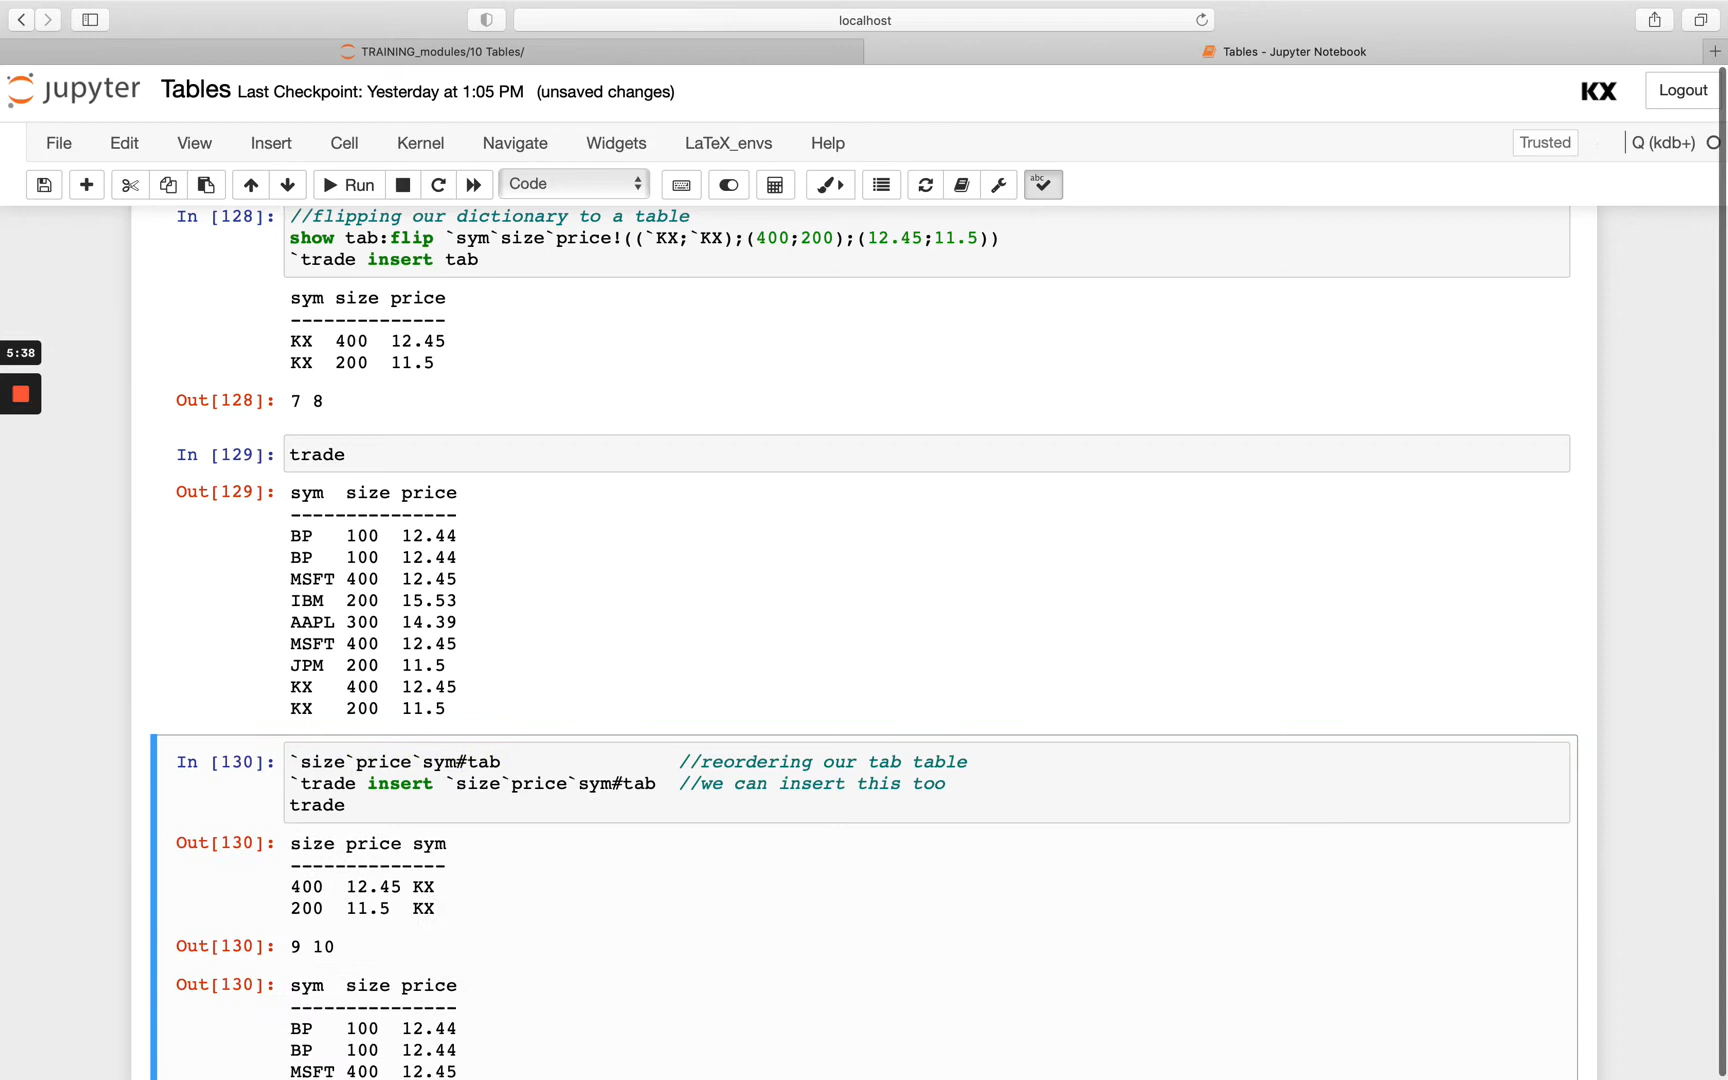 localhost
TRAINING_modules/10 Tables/
Tables - Jupyter Notebook
jupyter Tables Last Checkpoint: Yesterday at 1:05 PM (unsaved changes)
KX
Logout
File Edit View Insert Cell Kernel Navigate Widgets LaTeX_envs Help
Trusted
Q (kdb+)
Run
Code
abc
In [128]: //flipping our dictionary to a table
show tab:flip `sym`size`price!((`KX;`KX);(400;200);(12.45;11.5))
`trade insert tab
sym size price
--------------
KX 400 12.45
KX 200 11.5
5:38
Out[128]: 7 8
In [129]: trade
Out[129]: sym size price
---------------
BP 100 12.44
BP 100 12.44
MSFT 400 12.45
IBM 200 15.53
AAPL 300 14.39
MSFT 400 12.45
JPM 200 11.5
KX 400 12.45
KX 200 11.5
In [130]: `size`price`sym#tab //reordering our tab table
`trade insert `size`price`sym#tab //we can insert this too
trade
Out[130]: size price sym
--------------
400 12.45 KX
200 11.5 KX
Out[130]: 9 10
Out[130]: sym size price
---------------
BP 100 12.44
BP 100 12.44
MSFT 400 12.45